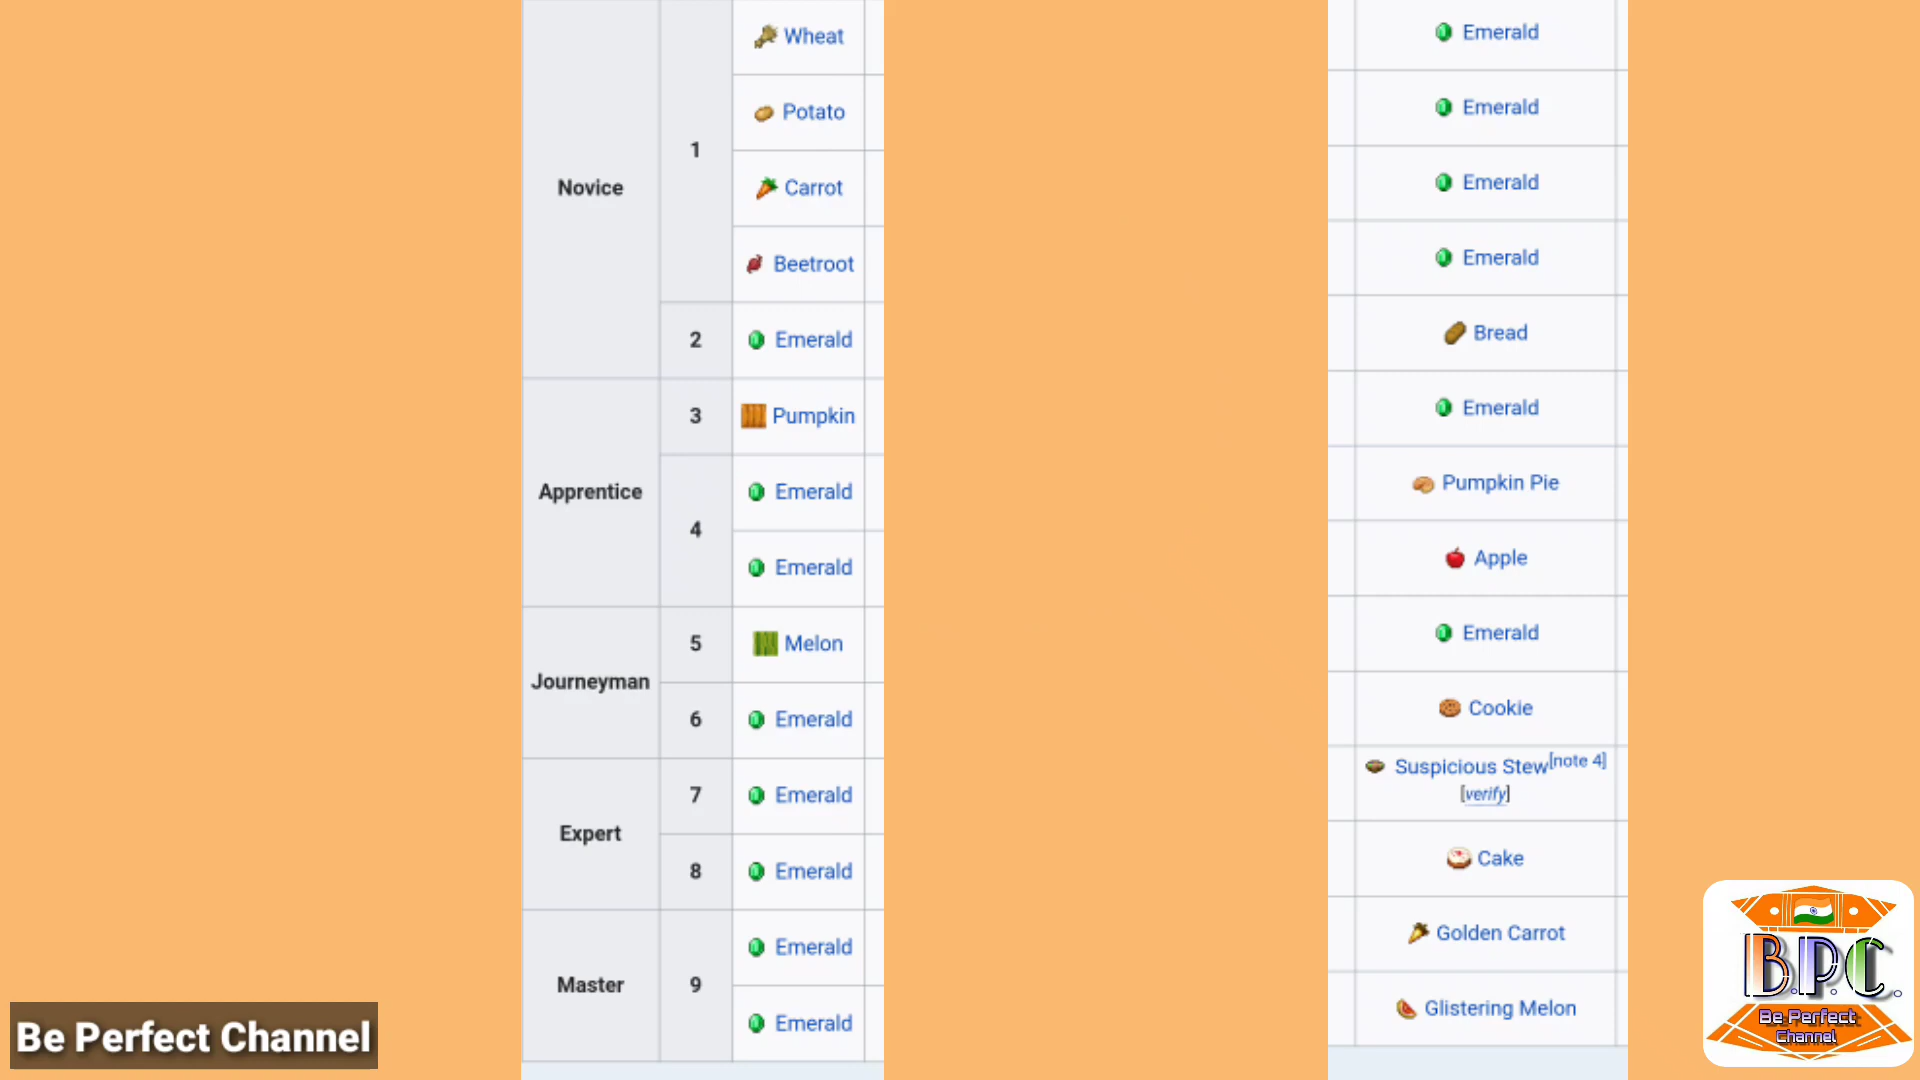 Novice
1
Wheat
Potato
Carrot
Beetroot
2
Emerald
Apprentice
3
Pumpkin
4
Emerald
Emerald
Journeyman
5
Melon
6
Emerald
Expert
7
Emerald
8
Emerald
Master
9
Emerald
Emerald
Emerald
Emerald
Emerald
Emerald
Bread
Emerald
Pumpkin Pie
Apple
Emerald
Cookie
Suspicious Stew[note 4]
[verify]
Cake
Golden Carrot
Glistering Melon
Be Perfect Channel
B.P.C.
Be Perfect
Channel